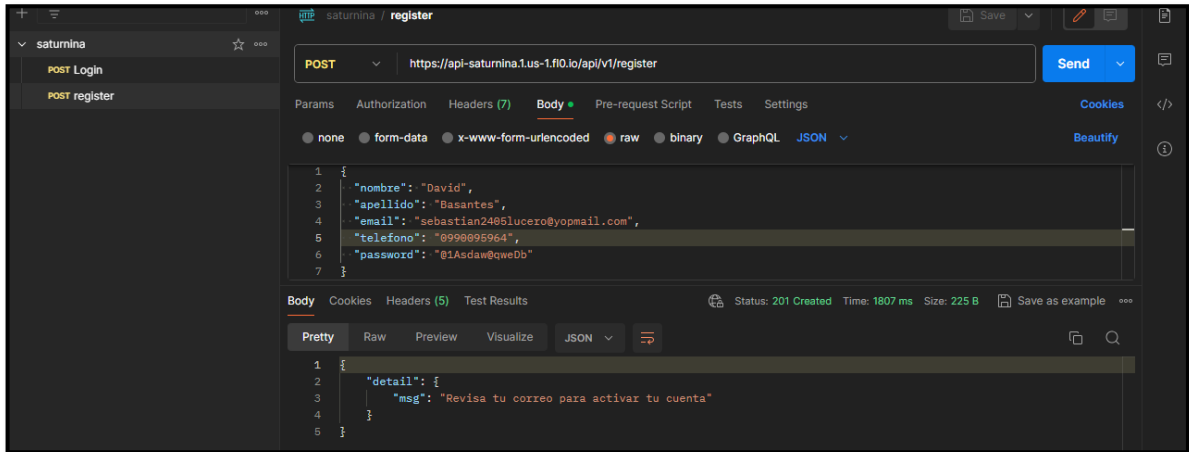 saturnina / register
Save
saturnina
POST Login
POST register
POST https://api-saturnina.1.us-1.fl0.io/api/v1/register Send
Params Authorization Headers (7) Body Pre-request Script Tests Settings Cookies
none form-data x-www-form-urlencoded raw binary GraphQL JSON Beautify
1 {
2 "nombre": "David",
3 "apellido": "Basantes",
4 "email": "sebastian2405lucero@yopmail.com",
5 "telefono": "0990095964",
6 "password": "@1Asdaw@qweDb"
7 }
Body Cookies Headers (5) Test Results Status: 201 Created Time: 1807 ms Size: 225 B Save as example
Pretty Raw Preview Visualize JSON
1 {
2 "detail": {
3 "msg": "Revisa tu correo para activar tu cuenta"
4 }
5 }